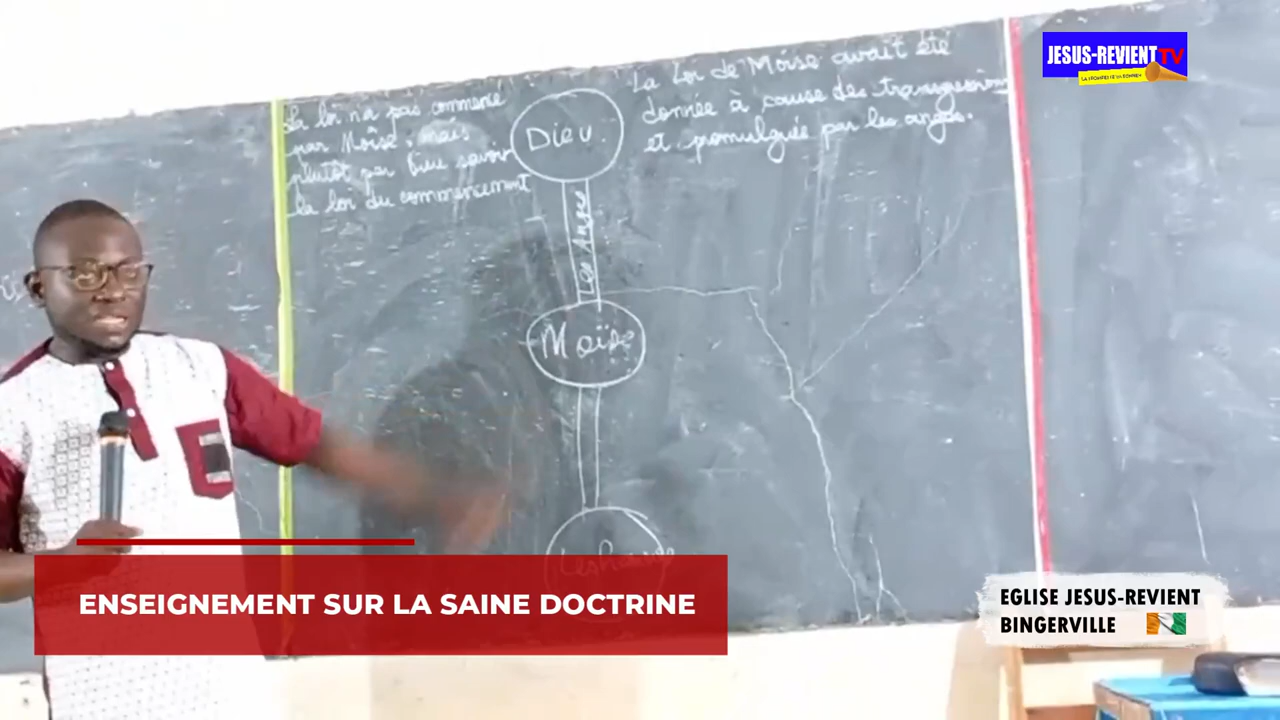 La loi n'a pas commencé
par Moïse, mais
plutôt par Dieu savoir
la loi du commencement
Dieu.
La Loi de Moïse avait été
donnée à cause des transgressions
et promulguée par les anges.
Les Anges
Moïse
JESUS-REVIENT TV
ENSEIGNEMENT SUR LA SAINE DOCTRINE
EGLISE JESUS-REVIENT
BINGERVILLE